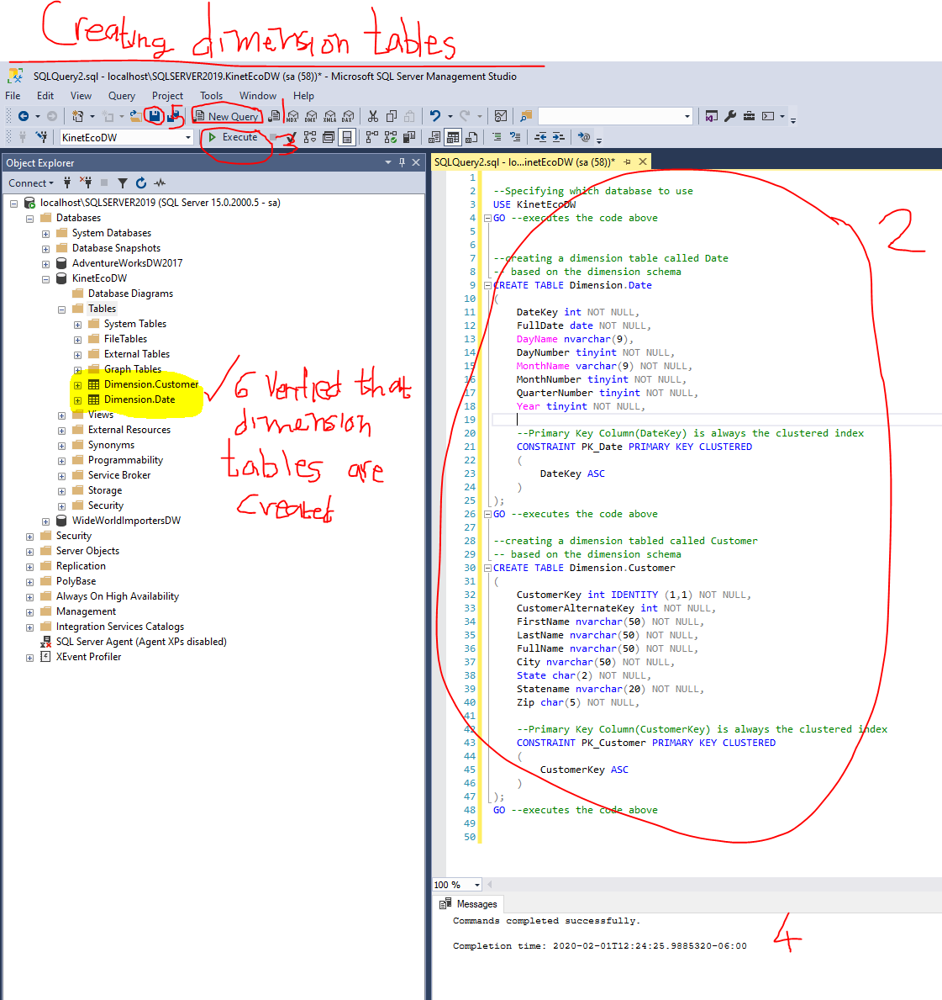 Creating dimension tables
SQLQuery2.sql - localhost\SQLSERVER2019.KinetEcoDW (sa (58))* - Microsoft SQL Server Management Studio
File Edit View Query Project Tools Window Help
5 New Query 1 MDX DMX XMLA DAX
KinetEcoDW Execute 3
Object Explorer
Connect
localhost\SQLSERVER2019 (SQL Server 15.0.2000.5 - sa)
Databases
System Databases
Database Snapshots
AdventureWorksDW2017
KinetEcoDW
Database Diagrams
Tables
System Tables
FileTables
External Tables
Graph Tables
Dimension.Customer
Dimension.Date
Views
External Resources
Synonyms
Programmability
Service Broker
Storage
Security
WideWorldImportersDW
Security
Server Objects
Replication
PolyBase
Always On High Availability
Management
Integration Services Catalogs
SQL Server Agent (Agent XPs disabled)
XEvent Profiler
6 Verified that
dimension
tables are
created
SQLQuery2.sql - lo...inetEcoDW (sa (58))*
2
1
2 --Specifying which database to use
3 USE KinetEcoDW
4 GO --executes the code above
5
6
7 --creating a dimension table called Date
8 -- based on the dimension schema
9 CREATE TABLE Dimension.Date
10 (
11 DateKey int NOT NULL,
12 FullDate date NOT NULL,
13 DayName nvarchar(9),
14 DayNumber tinyint NOT NULL,
15 MonthName varchar(9) NOT NULL,
16 MonthNumber tinyint NOT NULL,
17 QuarterNumber tinyint NOT NULL,
18 Year tinyint NOT NULL,
19
20 --Primary Key Column(DateKey) is always the clustered index
21 CONSTRAINT PK_Date PRIMARY KEY CLUSTERED
22 (
23 DateKey ASC
24 )
25 );
26 GO --executes the code above
27
28 --creating a dimension tabled called Customer
29 -- based on the dimension schema
30 CREATE TABLE Dimension.Customer
31 (
32 CustomerKey int IDENTITY (1,1) NOT NULL,
33 CustomerAlternateKey int NOT NULL,
34 FirstName nvarchar(50) NOT NULL,
35 LastName nvarchar(50) NOT NULL,
36 FullName nvarchar(50) NOT NULL,
37 City nvarchar(50) NOT NULL,
38 State char(2) NOT NULL,
39 Statename nvarchar(20) NOT NULL,
40 Zip char(5) NOT NULL,
41
42 --Primary Key Column(CustomerKey) is always the clustered index
43 CONSTRAINT PK_Customer PRIMARY KEY CLUSTERED
44 (
45 CustomerKey ASC
46 )
47 );
48 GO --executes the code above
49
50
100 %
Messages
Commands completed successfully.
Completion time: 2020-02-01T12:24:25.9885320-06:00
4